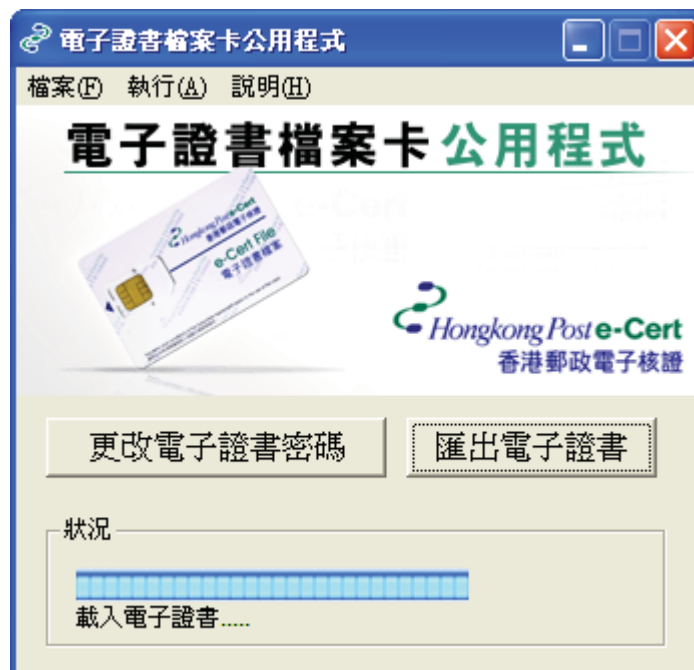 電子證書檔案卡公用程式
檔案(F) 執行(A) 說明(H)
電子證書檔案卡公用程式
Hongkong Post e-Cert
香港郵政電子核證
e-Cert File
電子證書檔案
Hongkong Post e-Cert
香港郵政電子核證
更改電子證書密碼 匯出電子證書
狀況
載入電子證書.....